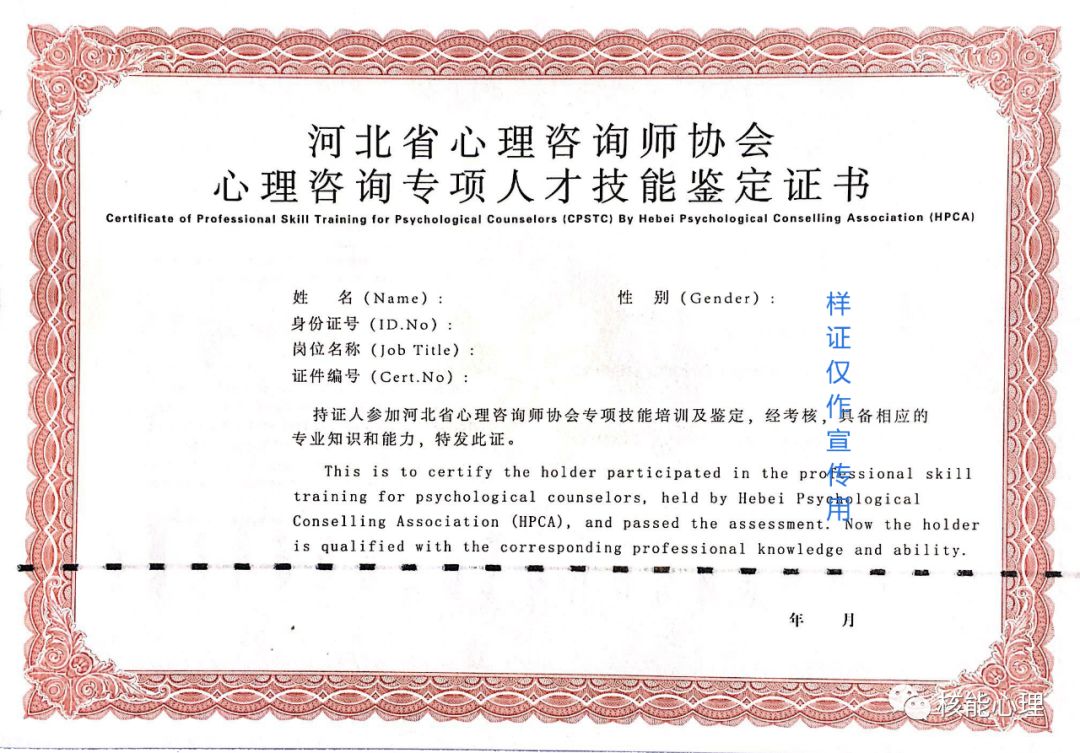 河北省心理咨询师协会
心理咨询专项人才技能鉴定证书
Certificate of Professional Skill Training for Psychological Counselors (CPSTC) By Hebei Psychological Conselling Association (HPCA)
姓 名 (Name) : 性 别 (Gender) :
身份证号 (ID.No) :
岗位名称 (Job Title) :
证件编号 (Cert.No) :
持证人参加河北省心理咨询师协会专项技能培训及鉴定，经考核，具备相应的
专业知识和能力，特发此证。
This is to certify the holder participated in the professional skill
training for psychological counselors, held by Hebei Psychological
Conselling Association (HPCA), and passed the assessment. Now the holder
is qualified with the corresponding professional knowledge and ability.
年 月
样证仅作宣传用
核能心理